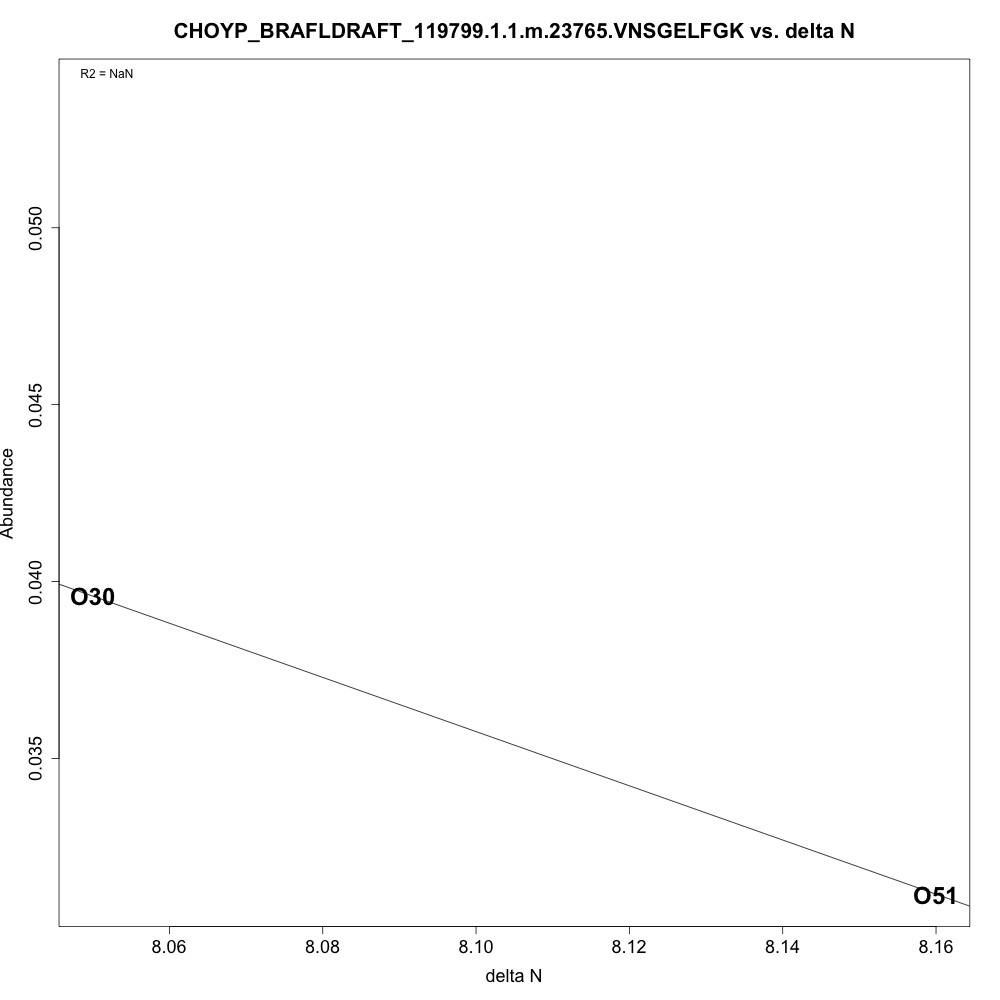 CHOYP_BRAFLDRAFT_119799.1.1.m.23765.VNSGELFGK vs. delta N
R2 = NaN
0.050
0.045
Abundance
0.040
O30
0.035
O51
8.06 8.08 8.10 8.12 8.14 8.16
delta N